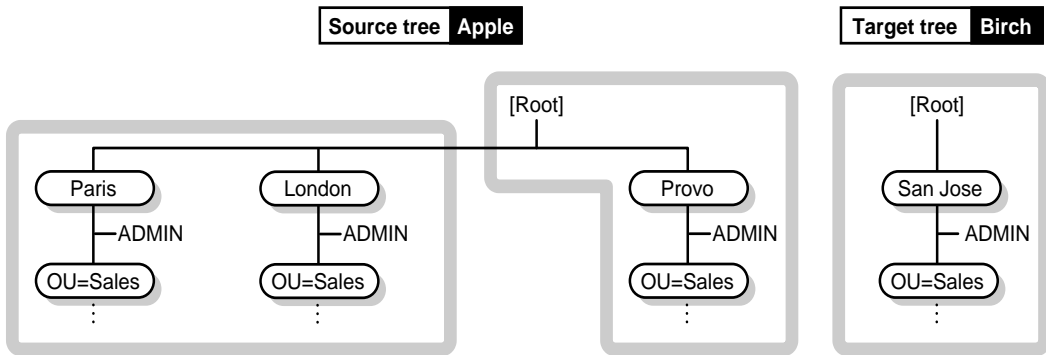 Source tree Apple
Target tree Birch
[Root]
[Root]
Paris
London
Provo
San Jose
ADMIN
ADMIN
ADMIN
ADMIN
OU=Sales
OU=Sales
OU=Sales
OU=Sales